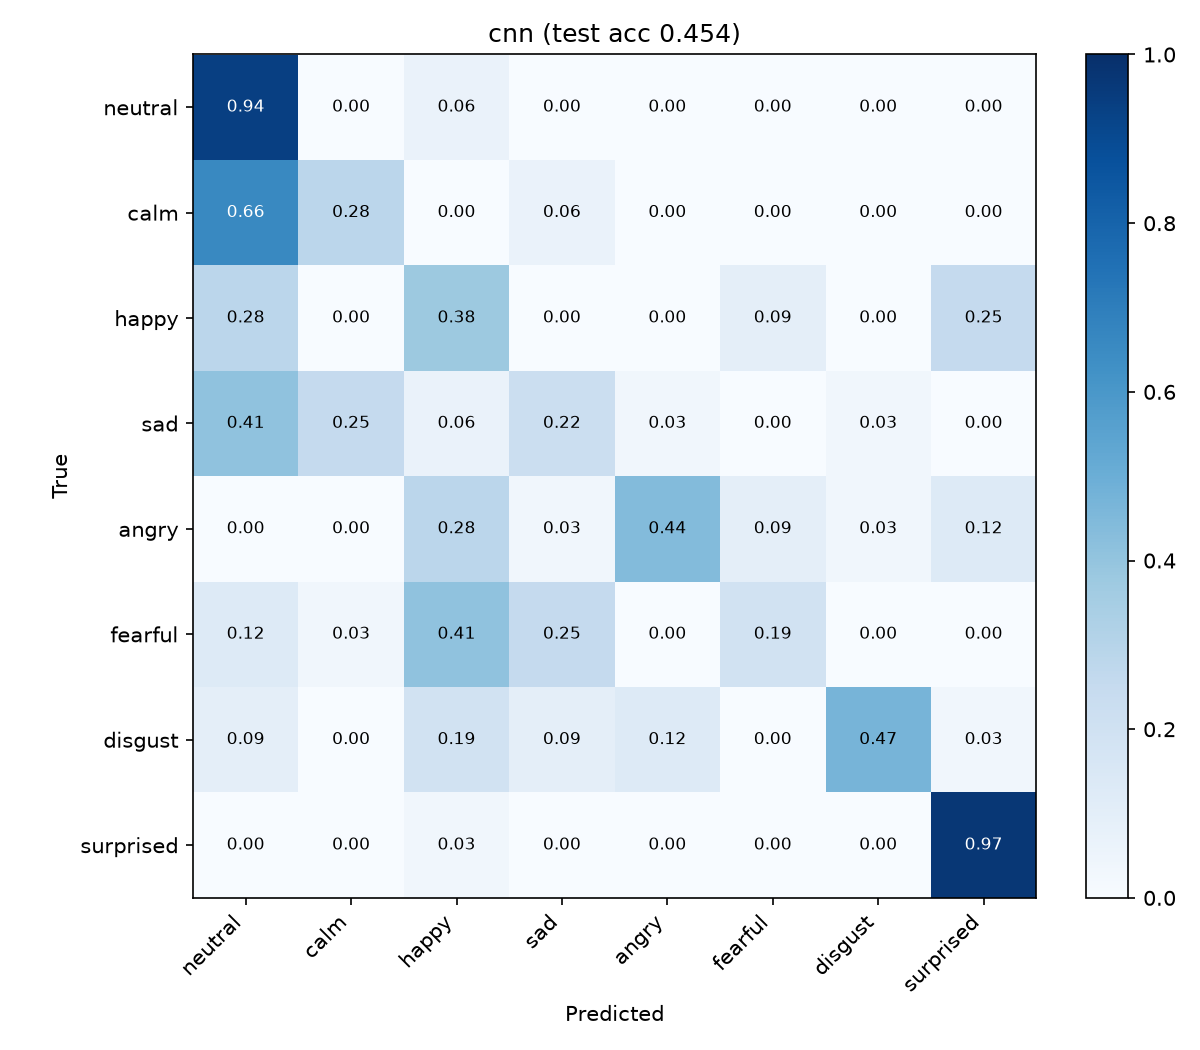 cnn (test acc 0.454)
neutral 0.94 0.00 0.06 0.00 0.00 0.00 0.00 0.00
calm 0.66 0.28 0.00 0.06 0.00 0.00 0.00 0.00
happy 0.28 0.00 0.38 0.00 0.00 0.09 0.00 0.25
sad 0.41 0.25 0.06 0.22 0.03 0.00 0.03 0.00
angry 0.00 0.00 0.28 0.03 0.44 0.09 0.03 0.12
fearful 0.12 0.03 0.41 0.25 0.00 0.19 0.00 0.00
disgust 0.09 0.00 0.19 0.09 0.12 0.00 0.47 0.03
surprised 0.00 0.00 0.03 0.00 0.00 0.00 0.00 0.97
neutral calm happy sad angry fearful disgust surprised
Predicted
True
1.0
0.8
0.6
0.4
0.2
0.0